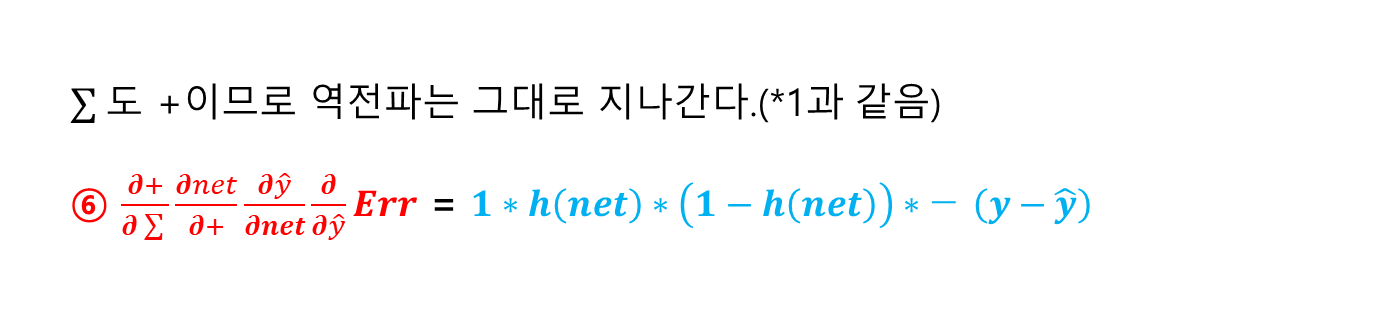 ∑도 +이므로 역전파는 그대로 지나간다.(*1과 같음)
⑥ ∂+/∂∑ ∂net/∂+ ∂ŷ/∂net ∂/∂ŷ Err = 1 * h(net) * (1 − h(net)) * − (y − ŷ)